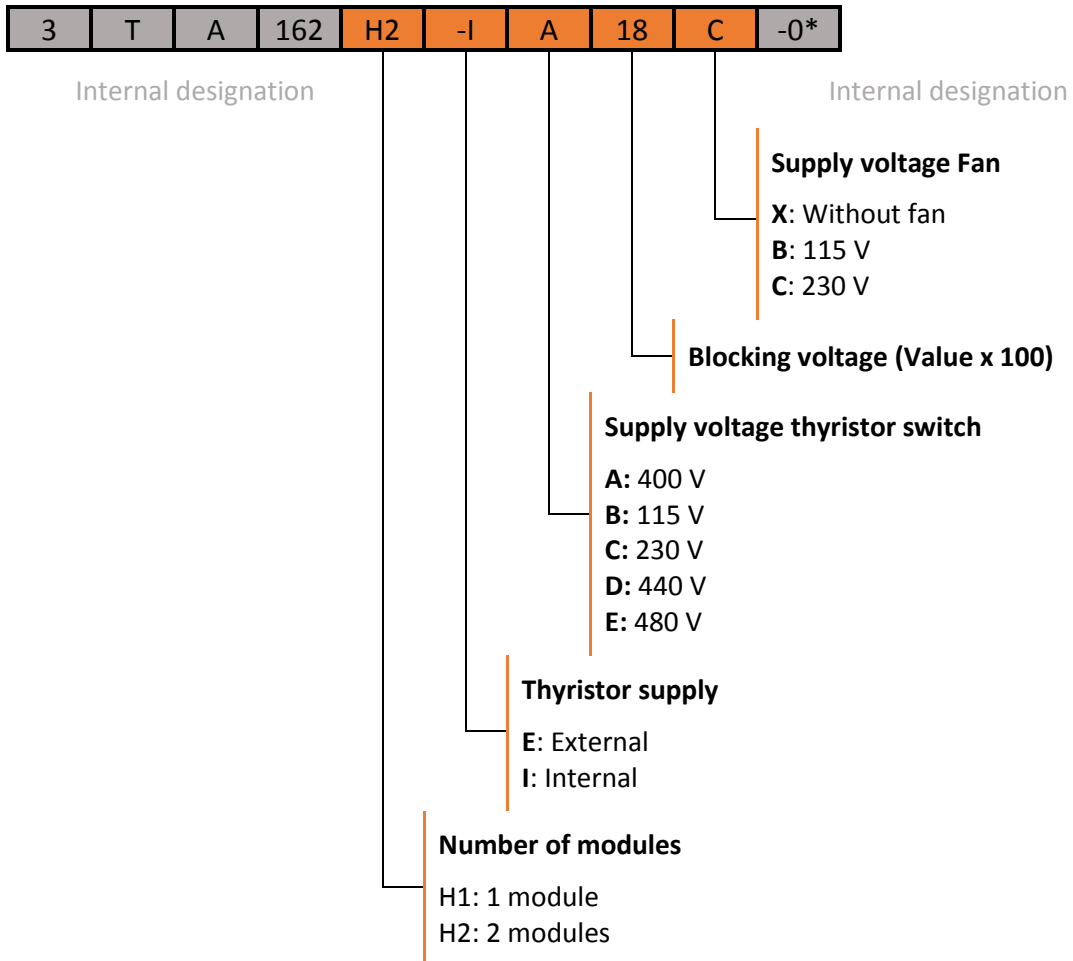 3 T A 162 H2 -I A 18 C -0*
Internal designation Internal designation
Supply voltage Fan
X: Without fan
B: 115 V
C: 230 V
Blocking voltage (Value x 100)
Supply voltage thyristor switch
A: 400 V
B: 115 V
C: 230 V
D: 440 V
E: 480 V
Thyristor supply
E: External
I: Internal
Number of modules
H1: 1 module
H2: 2 modules